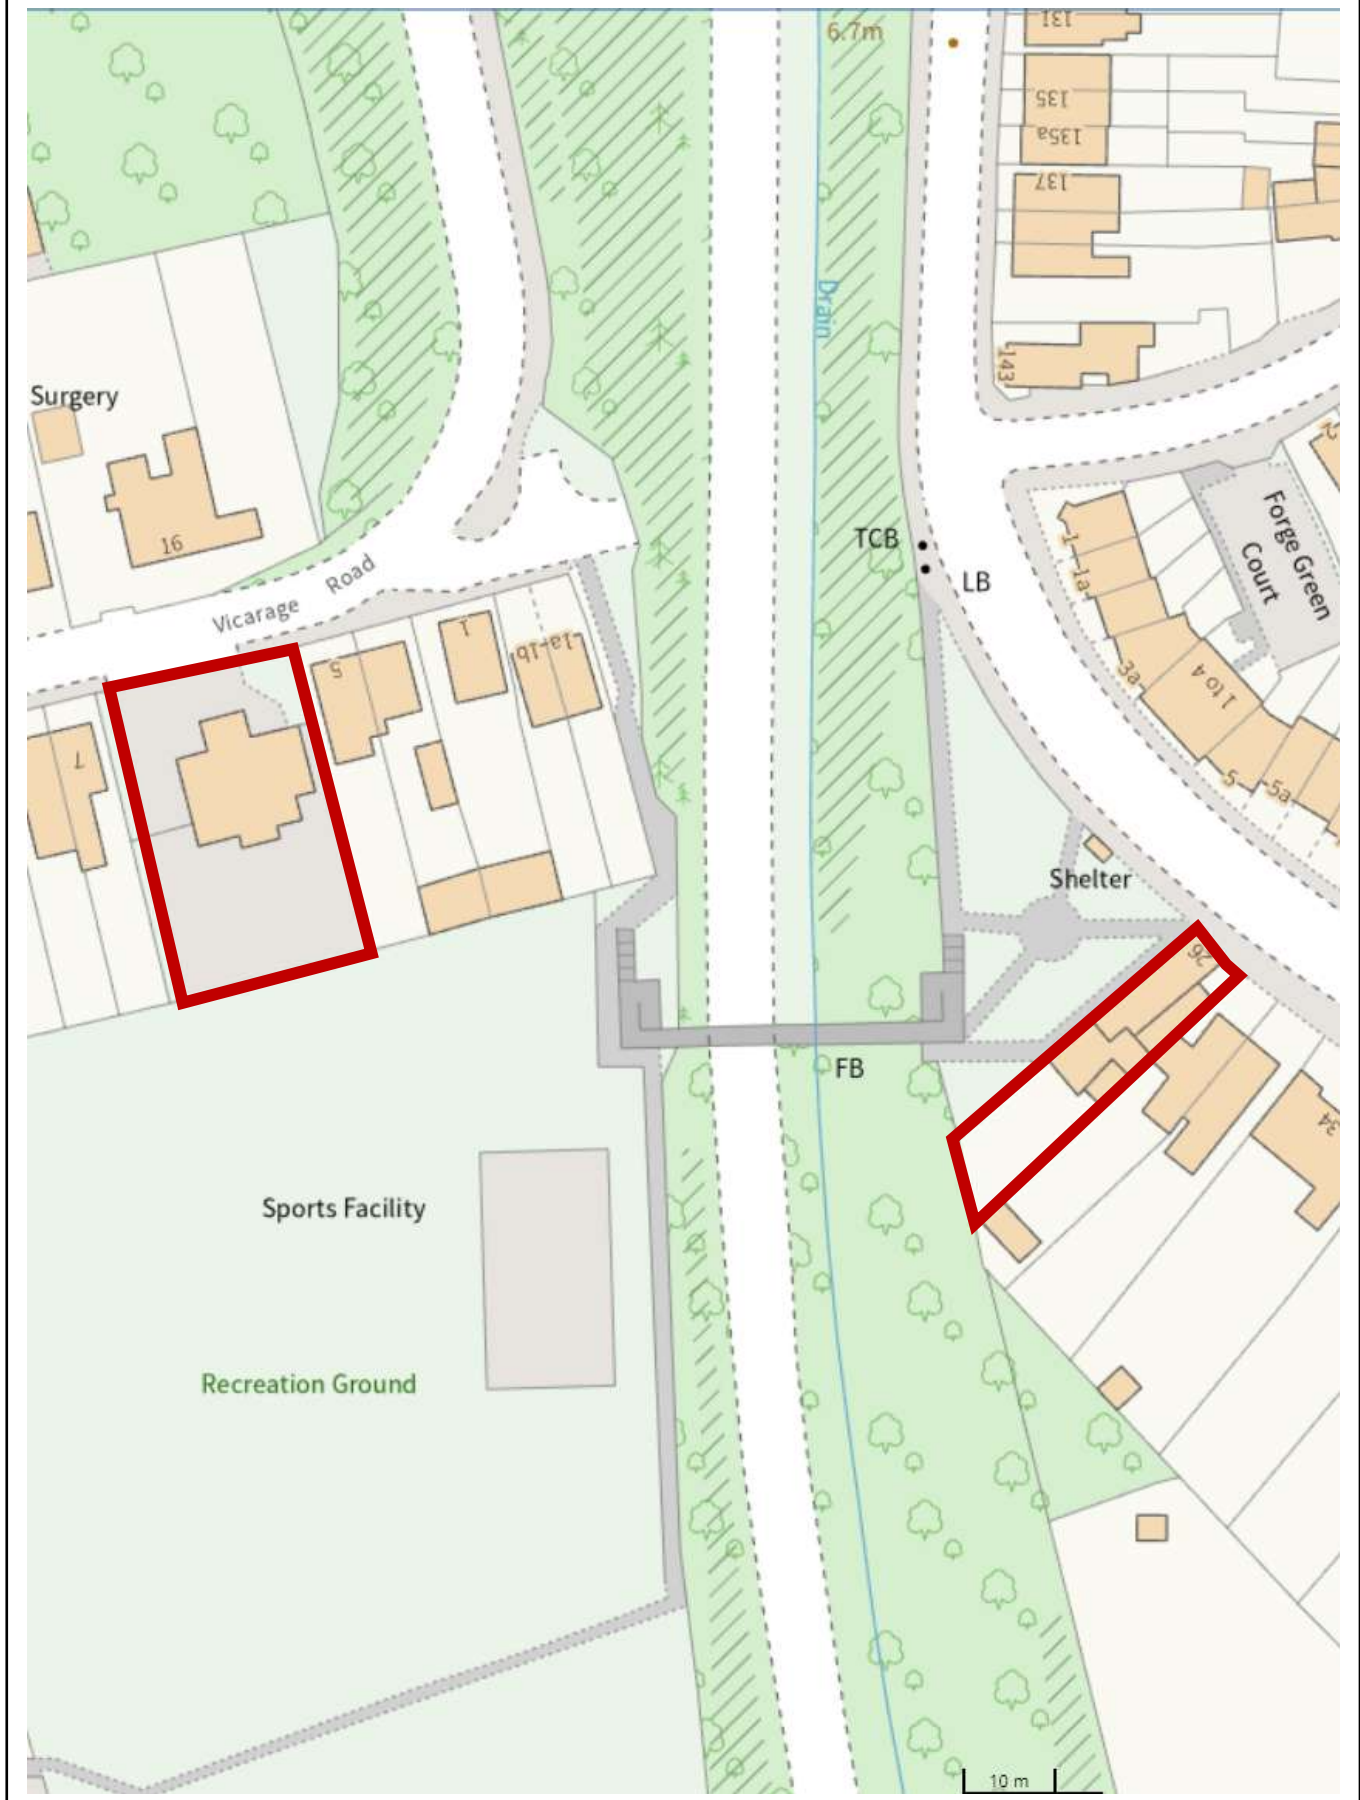 6.7m
131
135
135a
137
Drain
143
Surgery
16
2
Forge Green
Court
TCB
LB
Vicarage Road
1
1a
3a
1 to 4
5
5a
5
1
1a-1b
7
Shelter
26
FB
34
Sports Facility
Recreation Ground
10 m